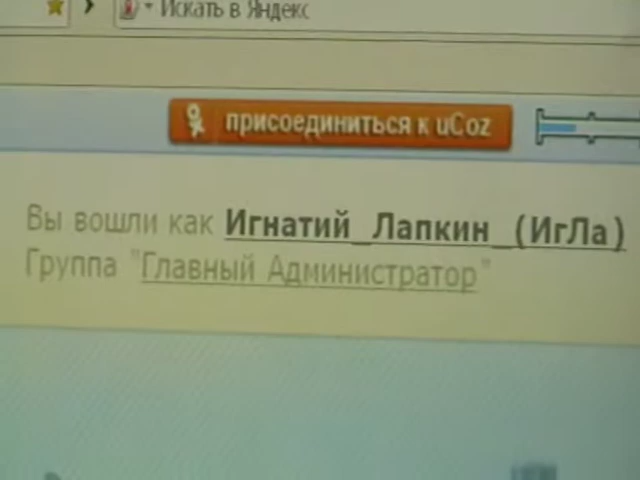 Искать в Яндекс
присоединиться к uCoz
Вы вошли как Игнатий_Лапкин_(ИгЛа)
Группа "Главный Администратор"